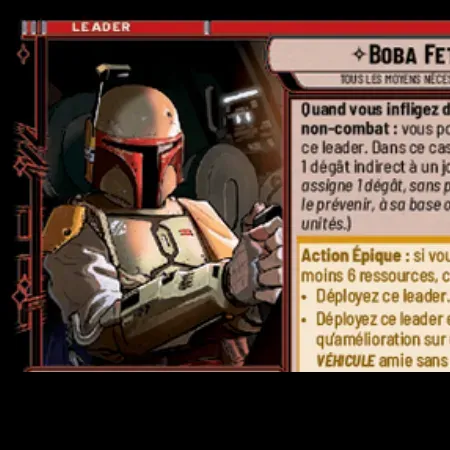 LEADER
BOBA FE
TOUS LES MOYENS NÉCES
Quand vous infligez d
non-combat : vous po
ce leader. Dans ce cas
1 dégât indirect à un jo
assigne 1 dégât, sans p
le prévenir, à sa base o
unités.)
Action Épique : si vou
moins 6 ressources, c
• Déployez ce leader.
• Déployez ce leader e
qu'amélioration sur
VÉHICULE amie sans